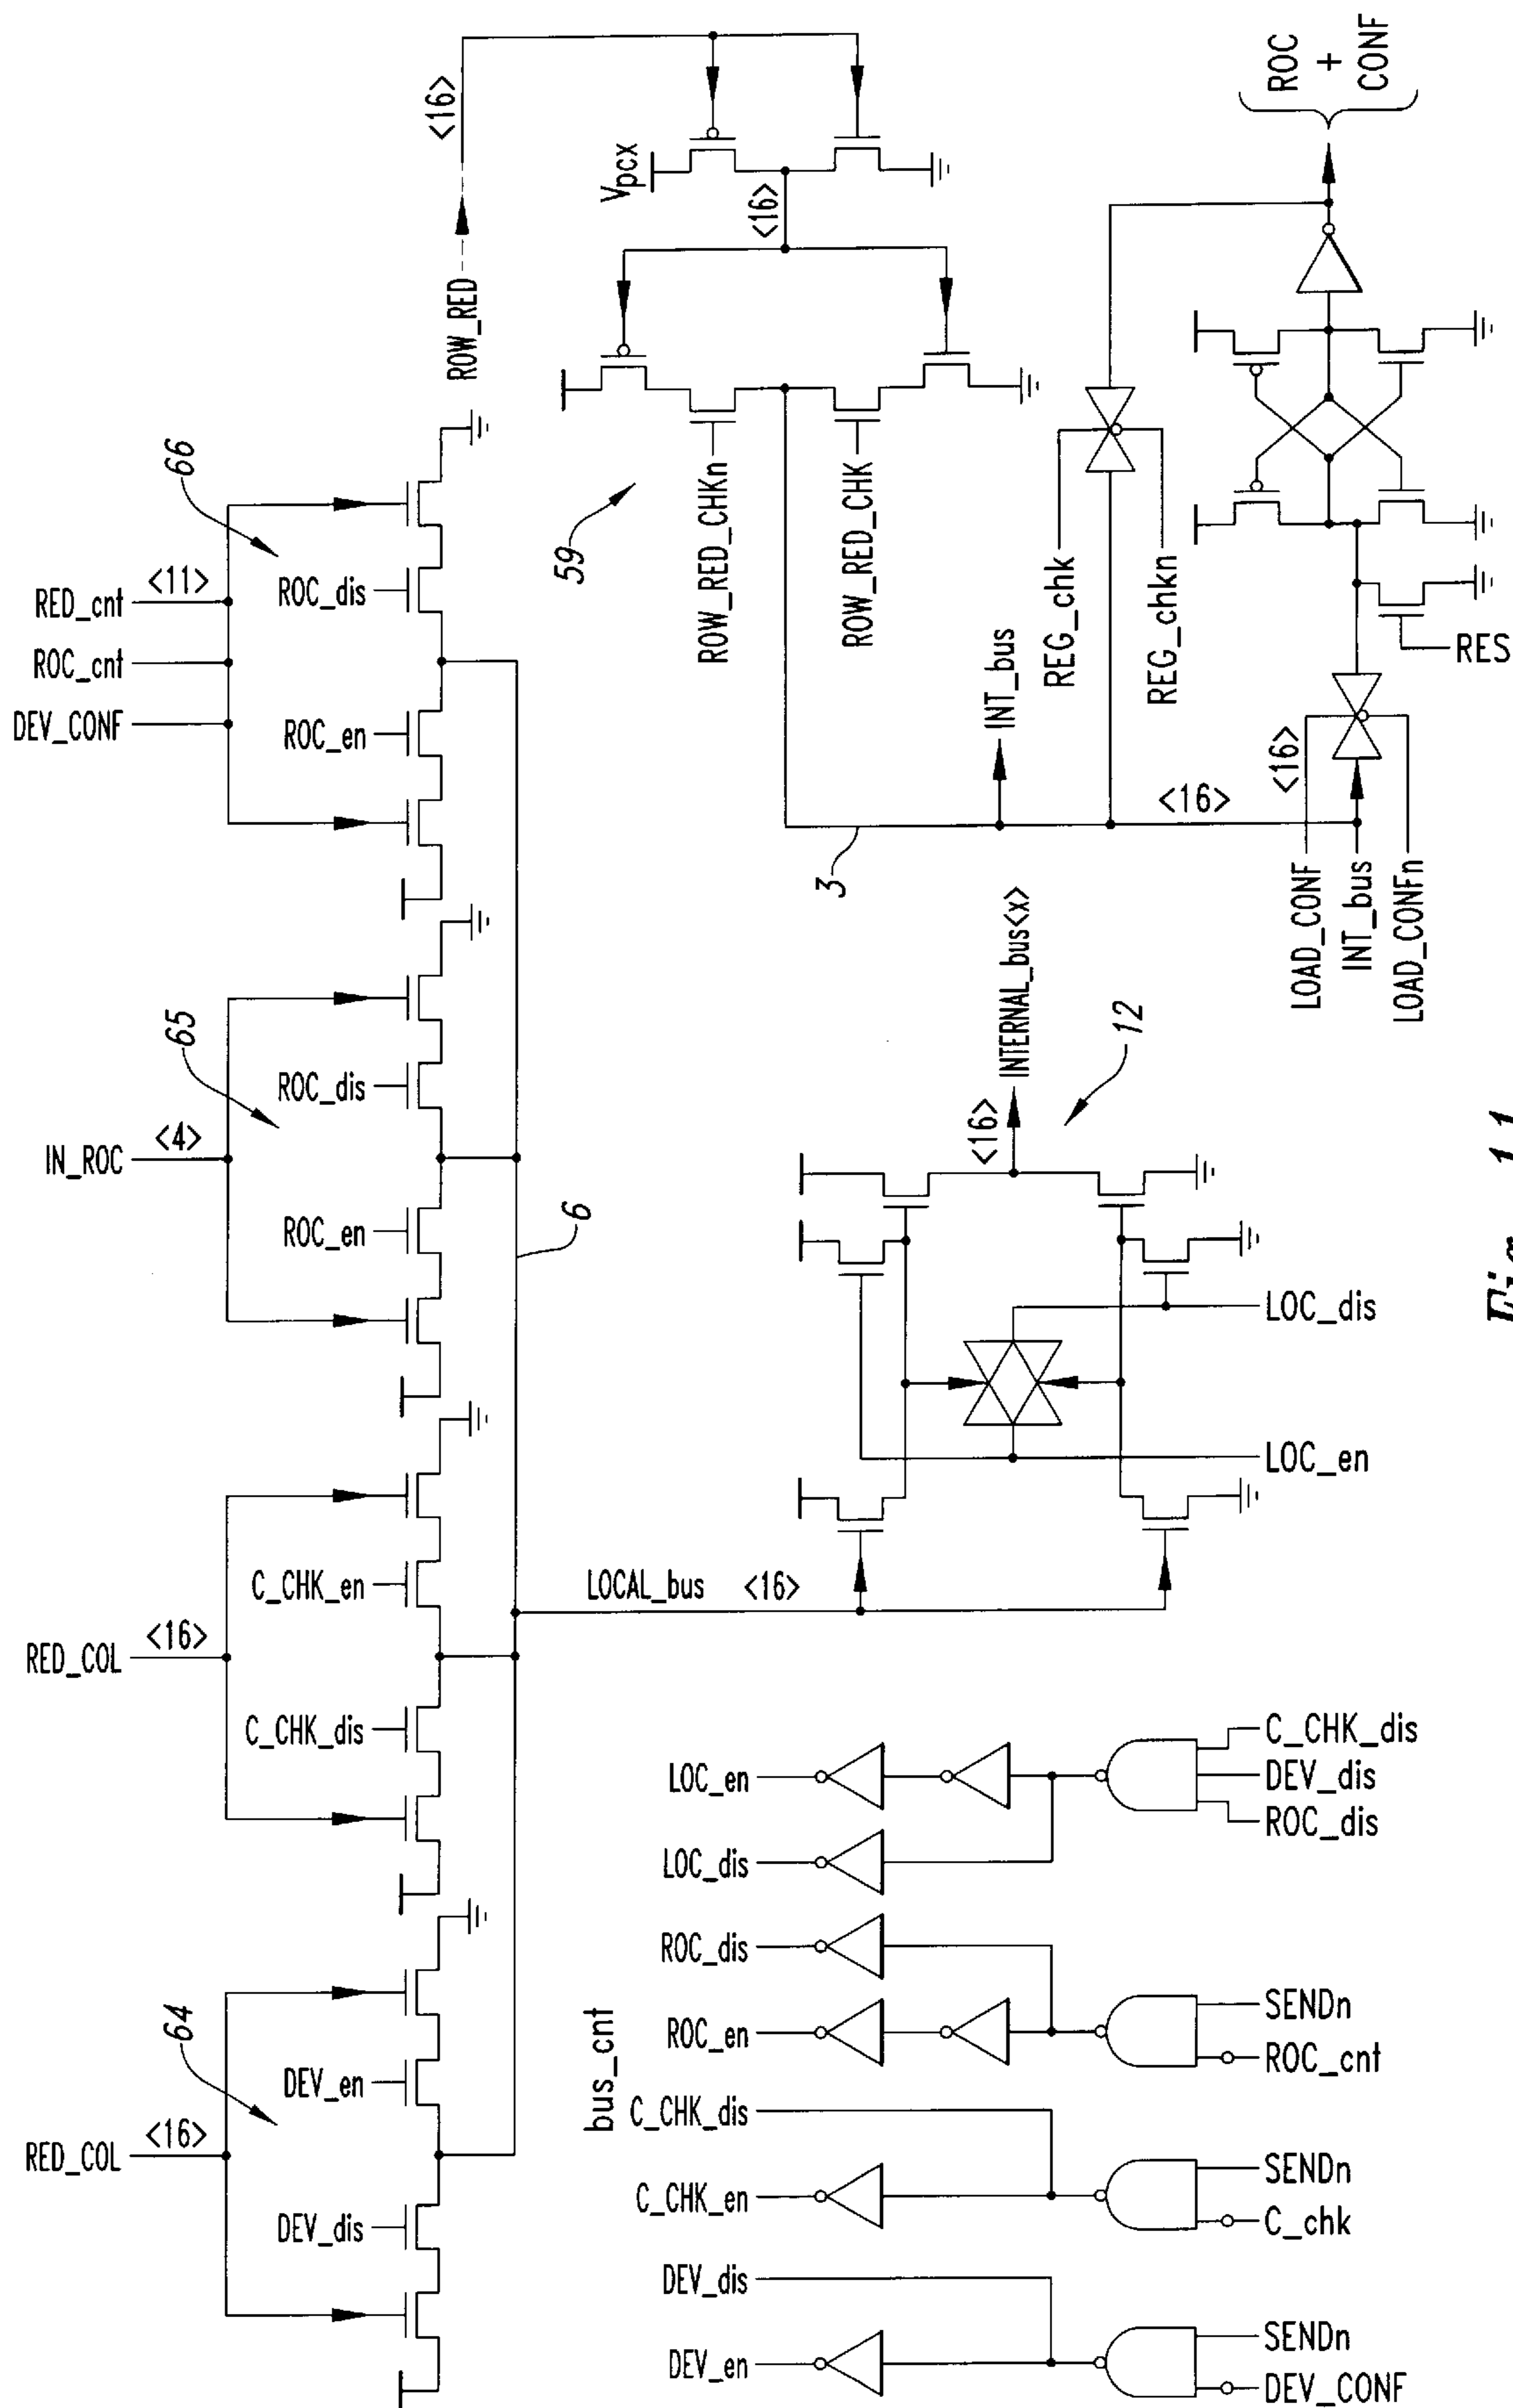 RED_COL
<16>
64
DEV_dis
DEV_en
RED_COL
<16>
C_CHK_dis
C_CHK_en
IN_ROC
<4>
65
ROC_en
ROC_dis
RED_cnt
<11>
ROC_cnt
DEV_CONF
66
ROC_en
ROC_dis
6
ROW_RED
<16>
Vpcx
<16>
59
ROW_RED_CHKn
ROW_RED_CHK
3
INT_bus
REG_chk
REG_chkn
<16>
LOAD_CONF
<16>
INT_bus
LOAD_CONFn
RES
ROC
+
CONF
LOCAL_bus
<16>
LOC_en
LOC_dis
<16>
INTERNAL_bus<x>
12
bus_cnt
DEV_en
DEV_dis
SENDn
DEV_CONF
C_CHK_en
C_CHK_dis
SENDn
C_chk
ROC_en
ROC_dis
SENDn
ROC_cnt
LOC_dis
LOC_en
C_CHK_dis
DEV_dis
ROC_dis
Fig. 11